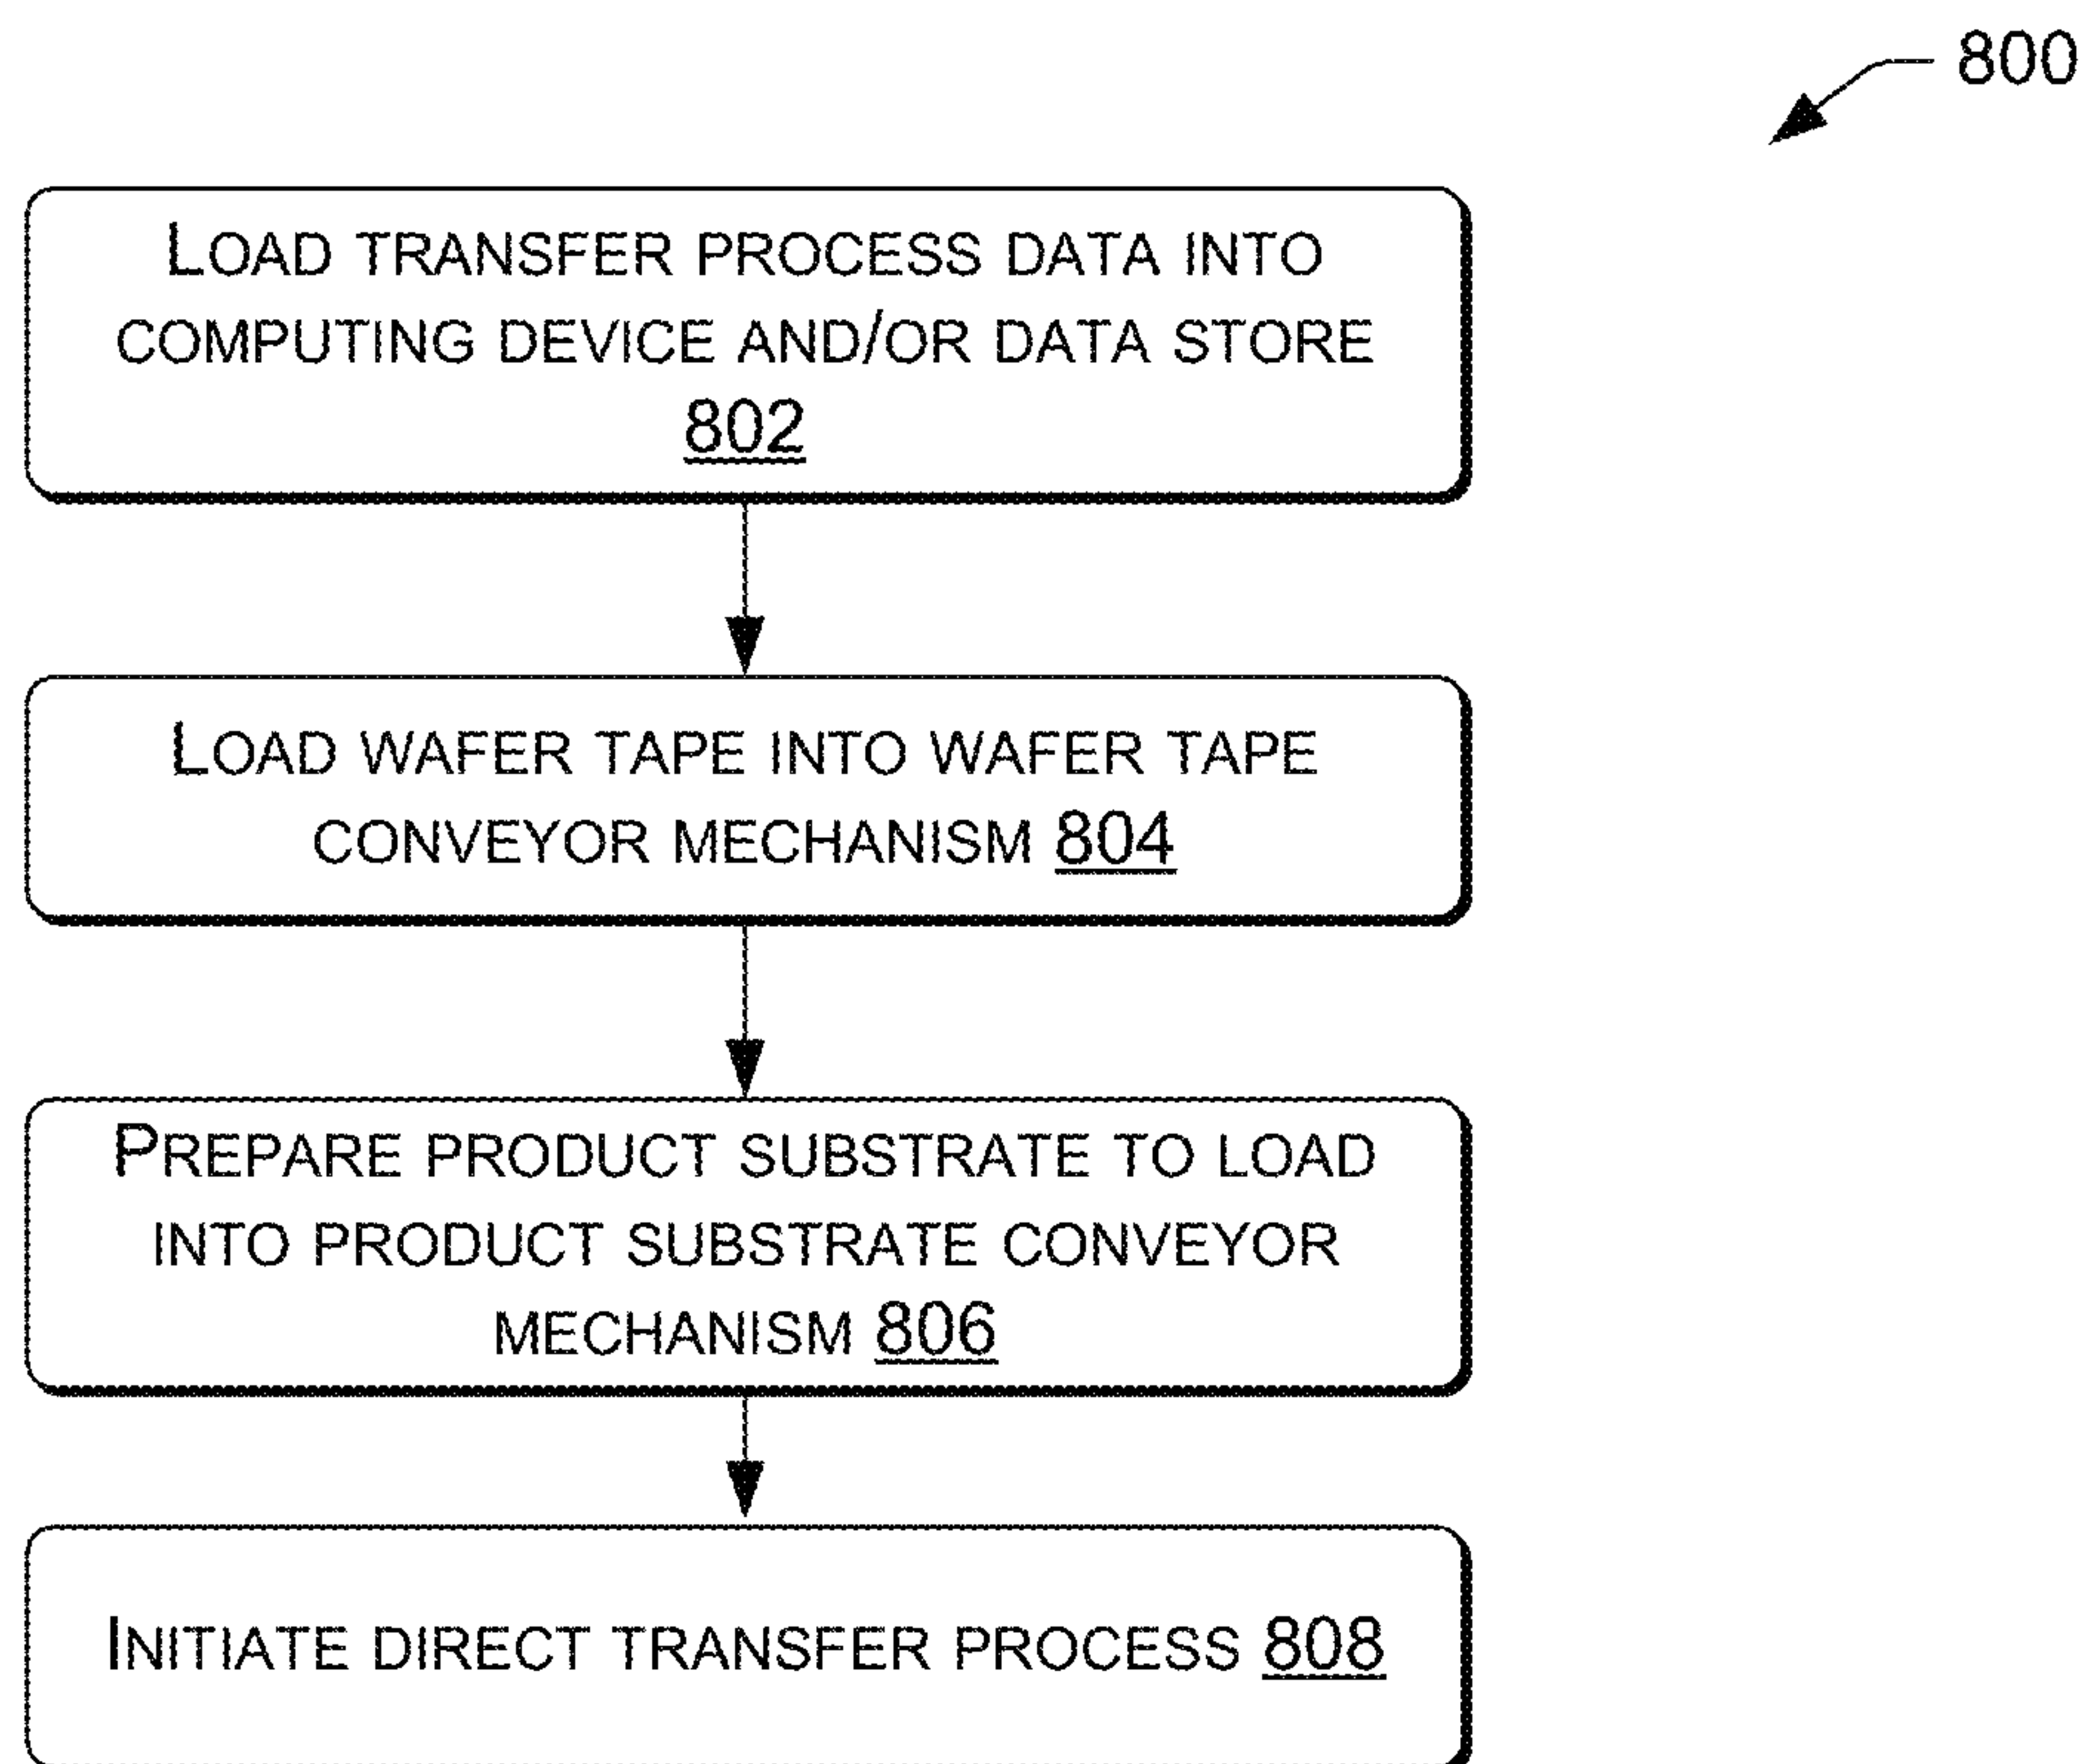 800
LOAD TRANSFER PROCESS DATA INTO
COMPUTING DEVICE AND/OR DATA STORE
802
LOAD WAFER TAPE INTO WAFER TAPE
CONVEYOR MECHANISM 804
PREPARE PRODUCT SUBSTRATE TO LOAD
INTO PRODUCT SUBSTRATE CONVEYOR
MECHANISM 806
INITIATE DIRECT TRANSFER PROCESS 808